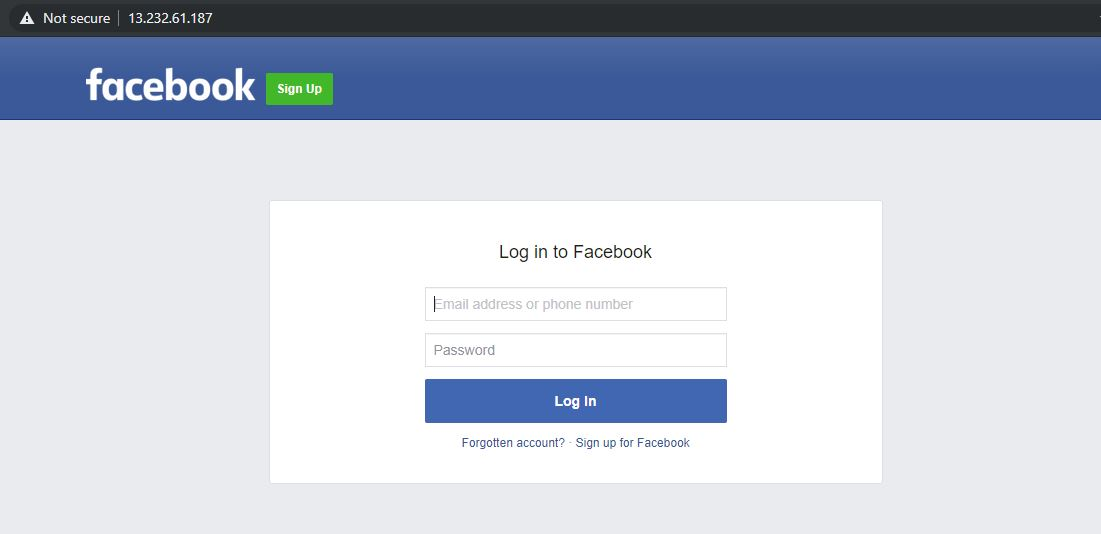 Not secure | 13.232.61.187
facebook Sign Up
Log in to Facebook
Email address or phone number
Password
Log In
Forgotten account? · Sign up for Facebook